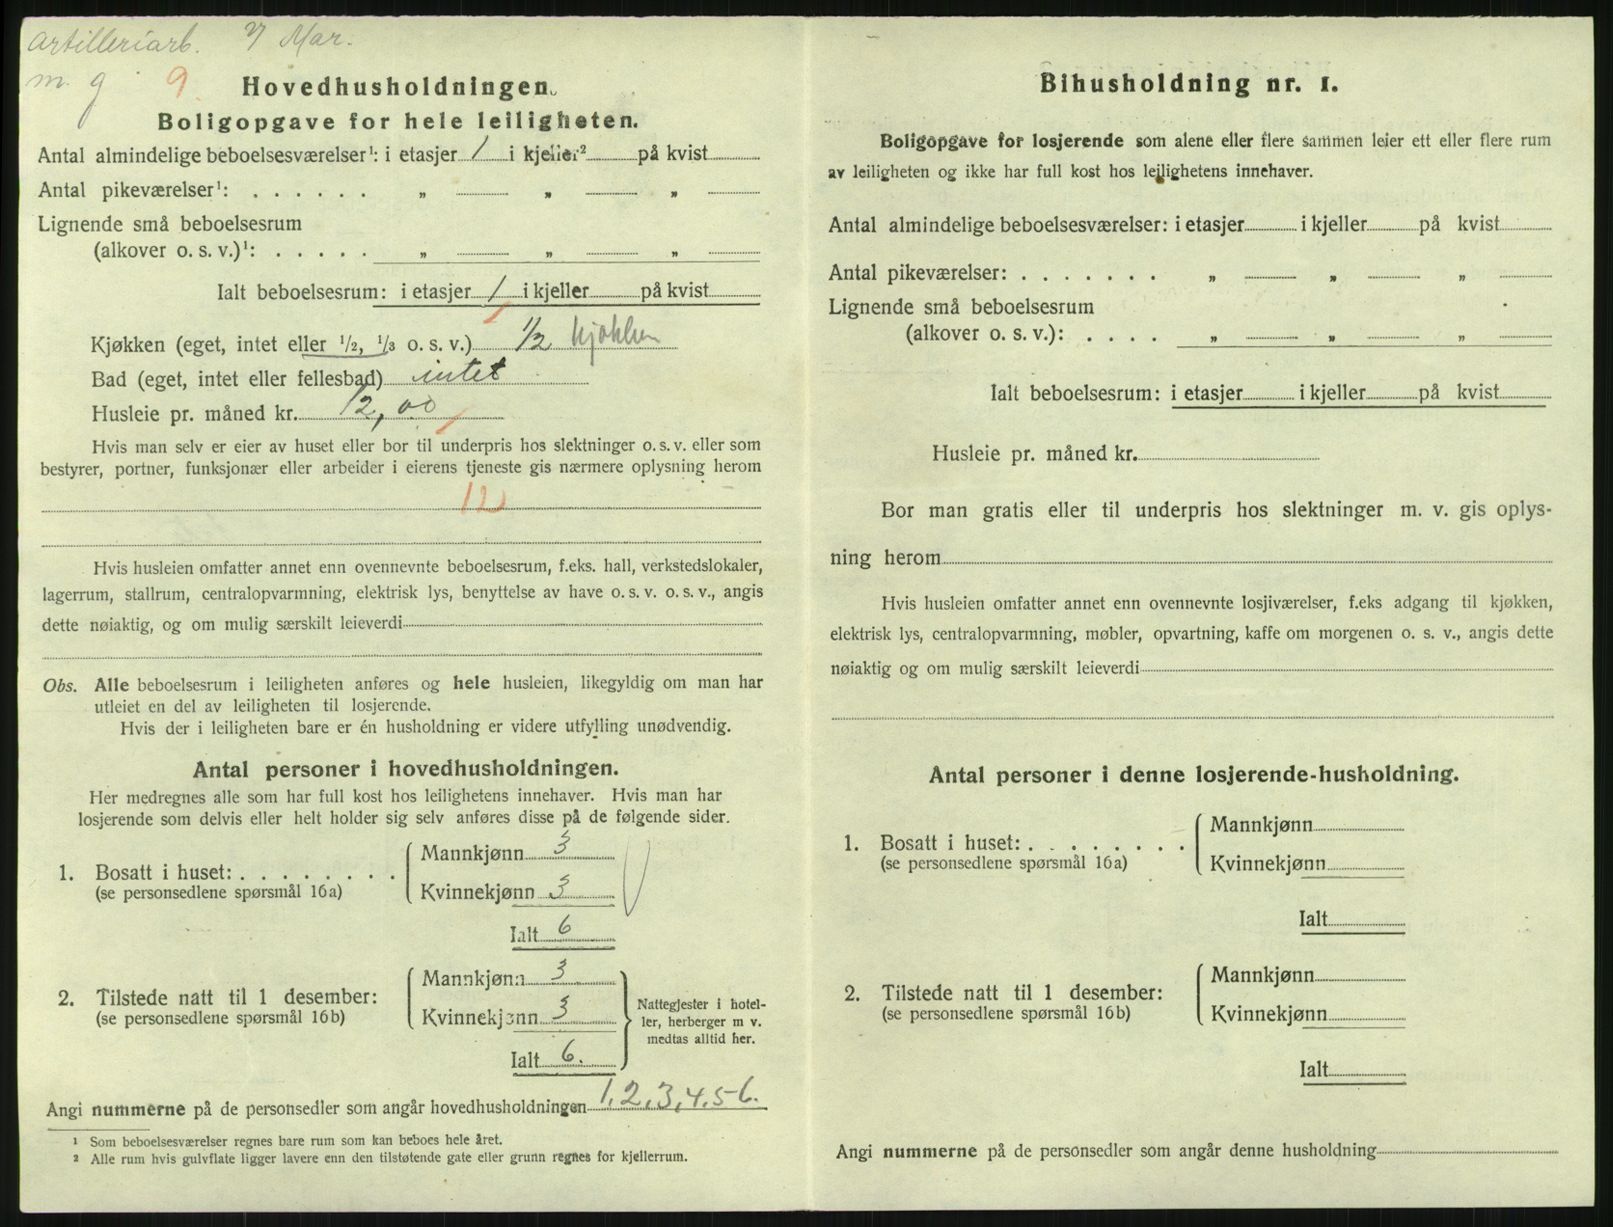 Artilleriarb. 7/ Mar.
m. g 9
Hovedhusholdningen.
Boligopgave for hele leiligheten.
Antal almindelige beboelsesværelser¹: i etasjer 1 i kjeller² på kvist
Antal pikeværelser¹: . . . . . . „ „ „
Lignende små beboelsesrum
(alkover o. s. v.)¹: . . . . . „ „ „
Ialt beboelsesrum: i etasjer 1 i kjeller på kvist
Kjøkken (eget, intet eller ½, ⅓ o. s. v.) 1/2 kjøkken
Bad (eget, intet eller fellesbad) intet
Husleie pr. måned kr. 12,00
Hvis man selv er eier av huset eller bor til underpris hos slektninger o. s. v. eller som
bestyrer, portner, funksjonær eller arbeider i eierens tjeneste gis nærmere oplysning herom
12
Hvis husleien omfatter annet enn ovennevnte beboelsesrum, f.eks. hall, verkstedslokaler,
lagerrum, stallrum, centralopvarmning, elektrisk lys, benyttelse av have o. s. v. o. s. v., angis
dette nøiaktig, og om mulig særskilt leieverdi
Obs. Alle beboelsesrum i leiligheten anføres og hele husleien, likegyldig om man har
utleiet en del av leiligheten til losjerende.
Hvis der i leiligheten bare er én husholdning er videre utfylling unødvendig.
Antal personer i hovedhusholdningen.
Her medregnes alle som har full kost hos leilighetens innehaver. Hvis man har
losjerende som delvis eller helt holder sig selv anføres disse på de følgende sider.
1. Bosatt i huset: . . . . . . . .
(se personsedlene spørsmål 16a)
Mannkjønn 3
Kvinnekjønn 3
Ialt 6
2. Tilstede natt til 1 desember:
(se personsedlene spørsmål 16b)
Mannkjønn 3
Kvinnekjønn 3
Ialt 6.
Nattegjester i hotel-
ler, herberger m v.
medtas alltid her.
Angi nummerne på de personsedler som angår hovedhusholdningen 1,2,3,4.5-6.
¹ Som beboelsesværelser regnes bare rum som kan beboes hele året.
² Alle rum hvis gulvflate ligger lavere enn den tilstøtende gate eller grunn regnes for kjellerrum.
Bihusholdning nr. 1.
Boligopgave for losjerende som alene eller flere sammen leier ett eller flere rum
av leiligheten og ikke har full kost hos leilighetens innehaver.
Antal almindelige beboelsesværelser: i etasjer i kjeller på kvist
Antal pikeværelser: . . . . . . . „ „ „
Lignende små beboelsesrum
(alkover o. s. v.): . . . . „ „ „
Ialt beboelsesrum: i etasjer i kjeller på kvist
Husleie pr. måned kr.
Bor man gratis eller til underpris hos slektninger m. v. gis oplys-
ning herom
Hvis husleien omfatter annet enn ovennevnte losjiværelser, f.eks adgang til kjøkken,
elektrisk lys, centralopvarmning, møbler, opvartning, kaffe om morgenen o. s. v., angis dette
nøiaktig og om mulig særskilt leieverdi
Antal personer i denne losjerende-husholdning.
1. Bosatt i huset: . . . . . . . .
(se personsedlene spørsmål 16a)
Mannkjønn
Kvinnekjønn
Ialt
2. Tilstede natt til 1 desember:
(se personsedlene spørsmål 16b)
Mannkjønn
Kvinnekjønn
Ialt
Angi nummerne på de personsedler som angår denne husholdning